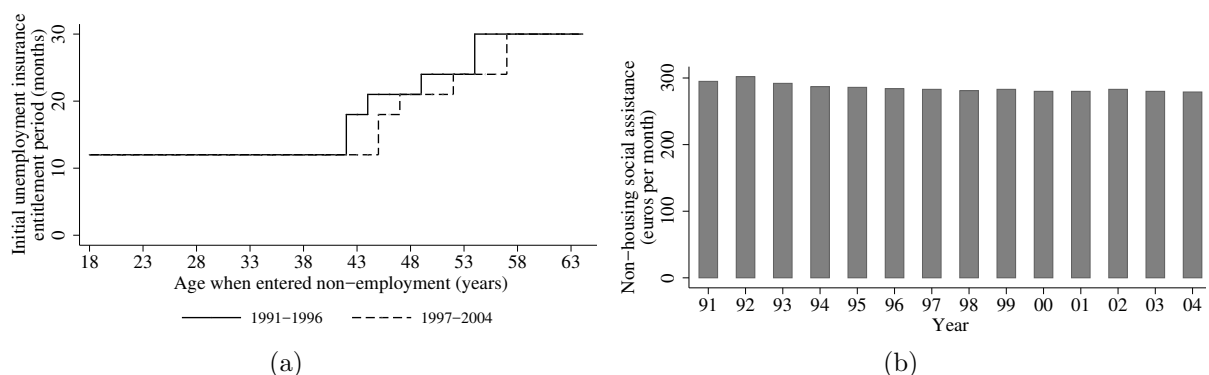 Initial unemployment insurance
entitlement period (months)
30
20
10
0
18 23 28 33 38 43 48 53 58 63
Age when entered non−employment (years)
1991−1996 1997−2004
(a)
Non−housing social assistance
(euros per month)
300
200
100
0
91 92 93 94 95 96 97 98 99 00 01 02 03 04
Year
(b)